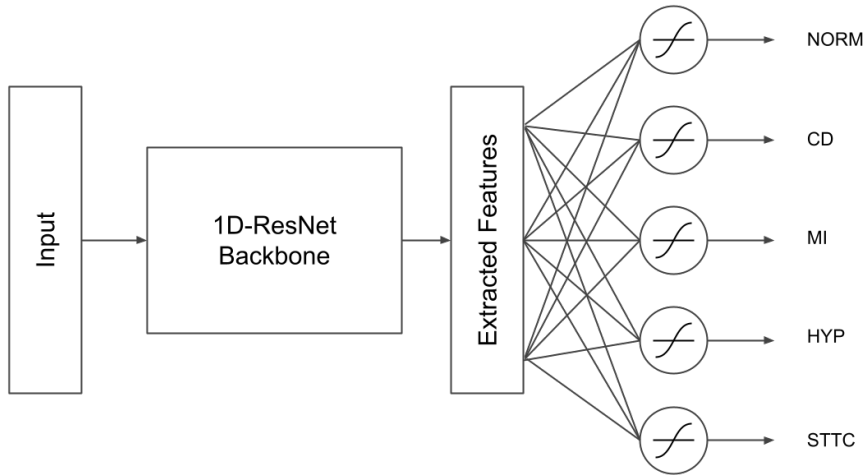 Input
1D-ResNet
Backbone
Extracted Features
NORM
CD
MI
HYP
STTC